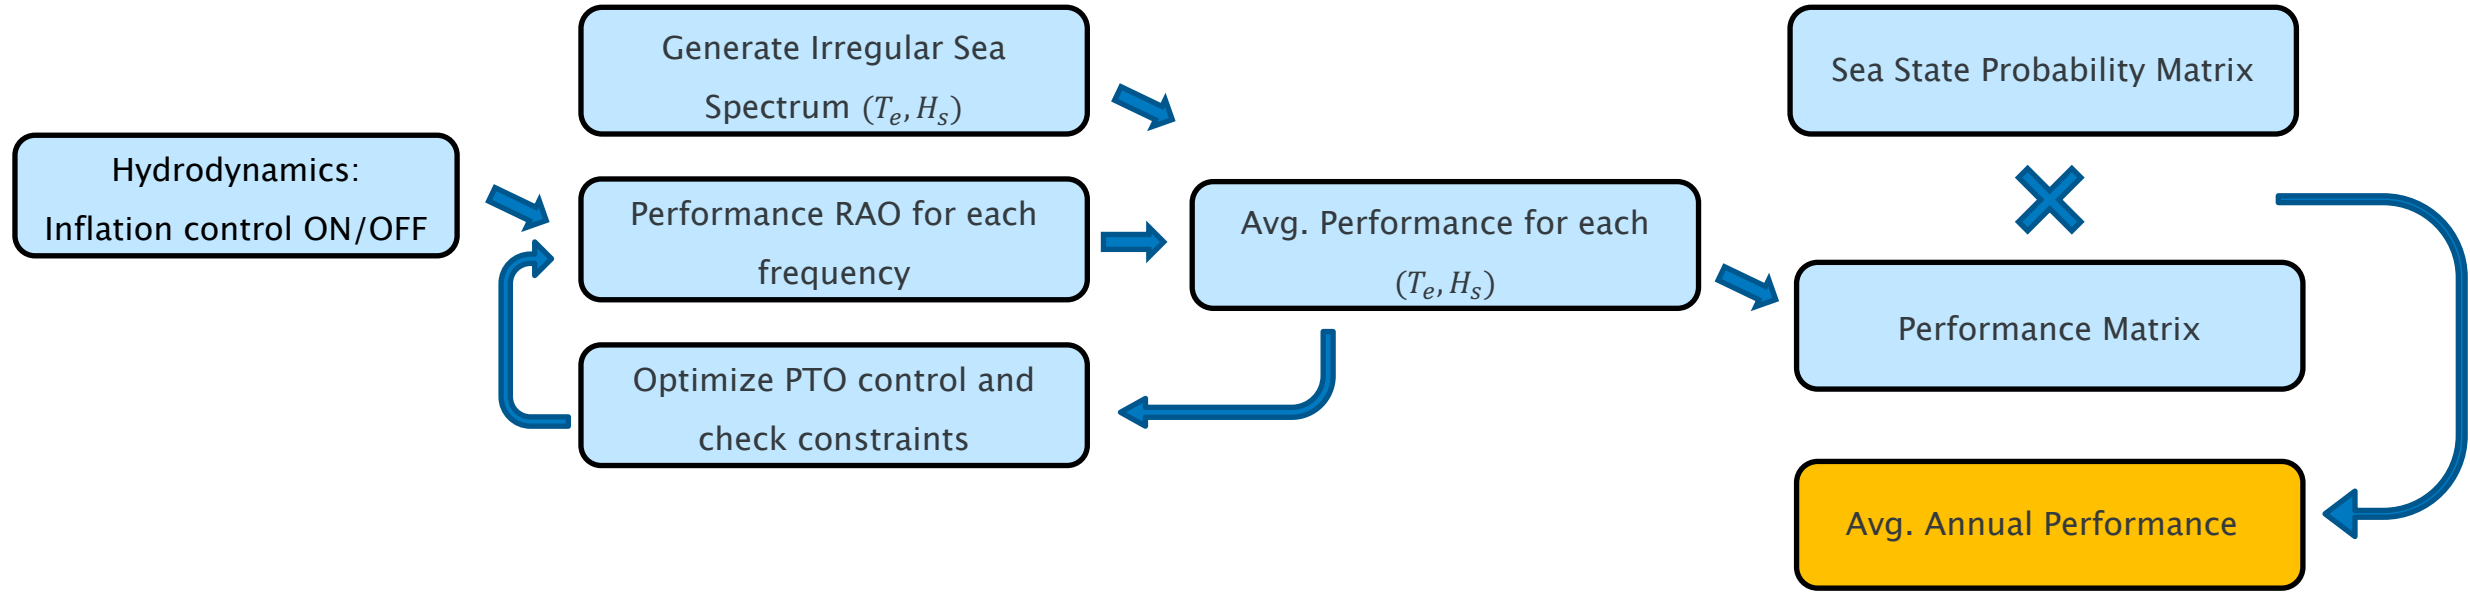 Hydrodynamics:
Inflation control ON/OFF
Generate Irregular Sea
Spectrum (Tₑ, Hₛ)
Performance RAO for each
frequency
Optimize PTO control and
check constraints
Avg. Performance for each
(Tₑ, Hₛ)
Sea State Probability Matrix
Performance Matrix
Avg. Annual Performance